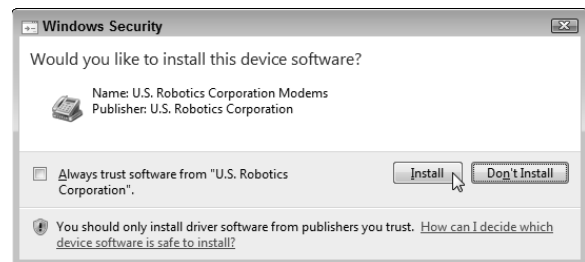 Windows Security
Would you like to install this device software?
Name: U.S. Robotics Corporation Modems
Publisher: U.S. Robotics Corporation
Always trust software from "U.S. Robotics
Corporation".
Install
Don't Install
You should only install driver software from publishers you trust. How can I decide which
device software is safe to install?